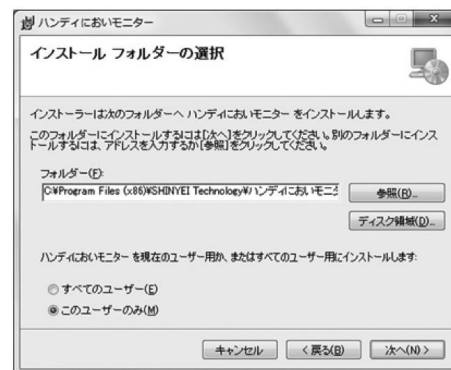 ハンディにおいモニター
インストール フォルダーの選択
インストーラーは次のフォルダーへ ハンディにおいモニター をインストールします。
このフォルダーにインストールするには[次へ]をクリックしてください。別のフォルダーにインス
トールするには、アドレスを入力するか[参照]をクリックしてください。
フォルダー(F):
C:¥Program Files (x86)¥SHINYEI Technology¥ハンディにおいモニタ
参照(R)...
ディスク領域(D)...
ハンディにおいモニター を現在のユーザー用か、またはすべてのユーザー用にインストールします:
すべてのユーザー(E)
このユーザーのみ(M)
キャンセル
< 戻る(B)
次へ(N) >